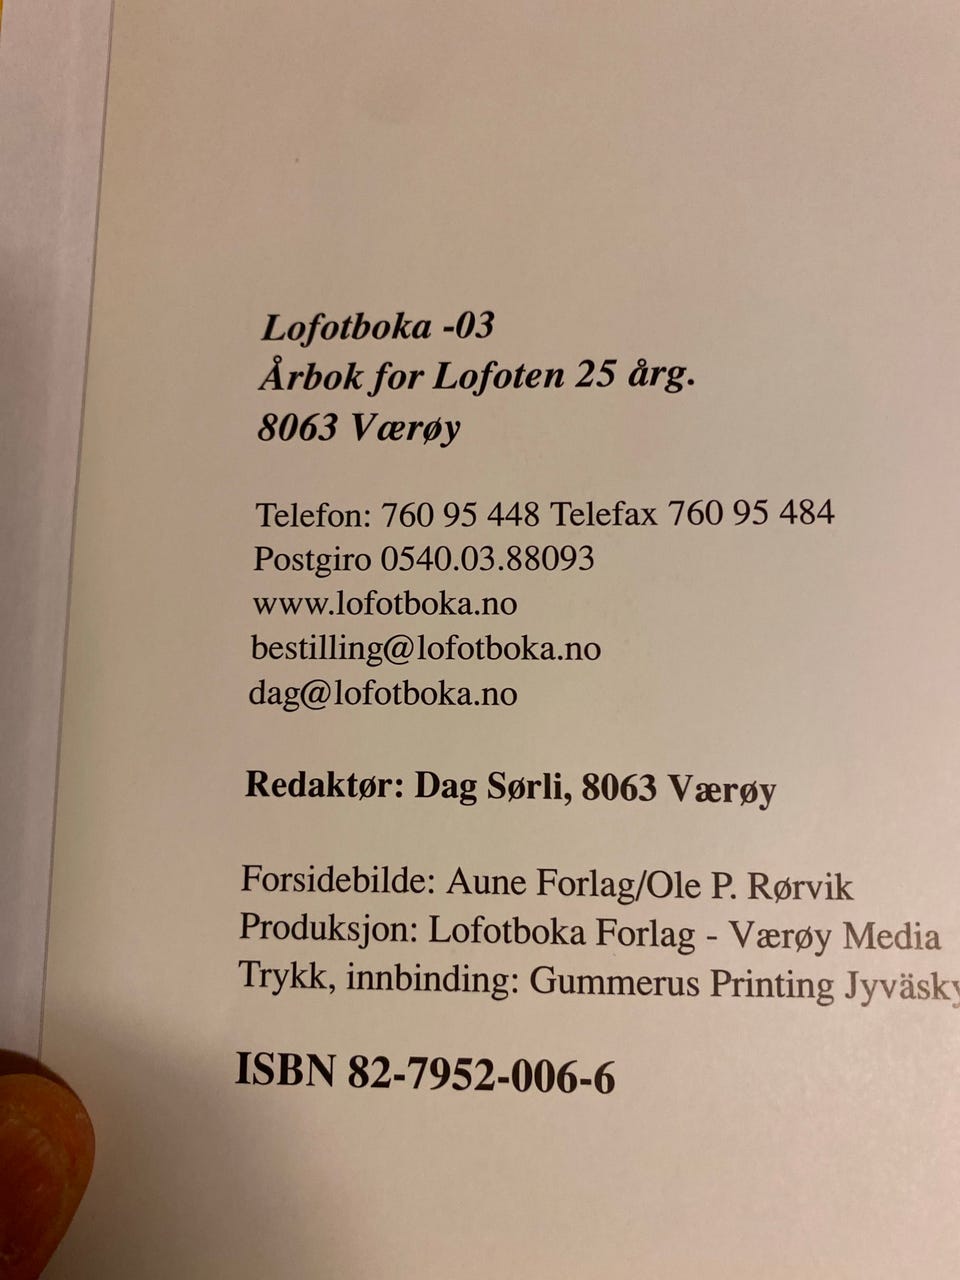 Lofotboka -03
Årbok for Lofoten 25 årg.
8063 Værøy
Telefon: 760 95 448 Telefax 760 95 484
Postgiro 0540.03.88093
www.lofotboka.no
bestilling@lofotboka.no
dag@lofotboka.no
Redaktør: Dag Sørli, 8063 Værøy
Forsidebilde: Aune Forlag/Ole P. Rørvik
Produksjon: Lofotboka Forlag - Værøy Media
Trykk, innbinding: Gummerus Printing
ISBN 82-7952-006-6